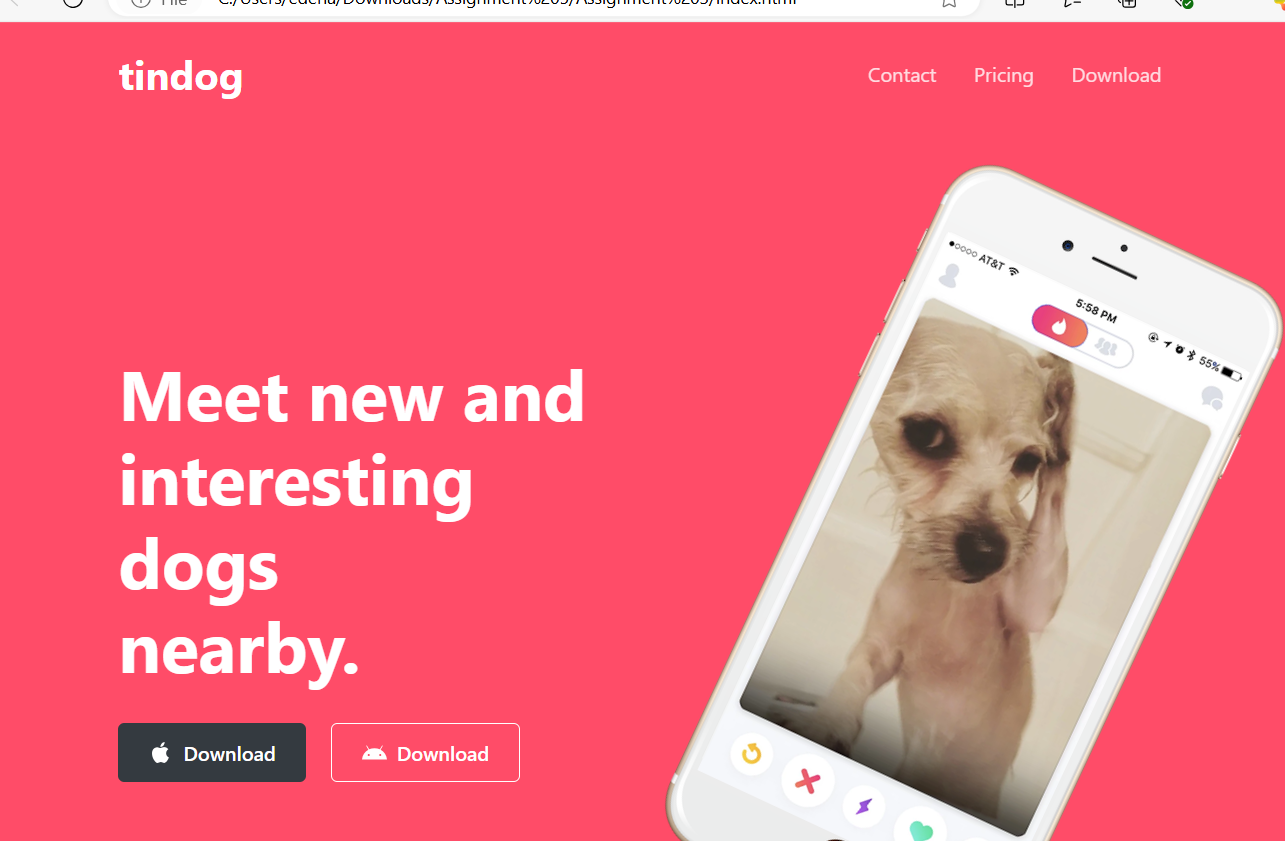 File
C:/Users/edena/Downloads/Assignment%205/Assignment%205/index.html
tindog
Contact Pricing Download
AT&T
5:58 PM
55%
Meet new and
interesting
dogs
nearby.
Download Download